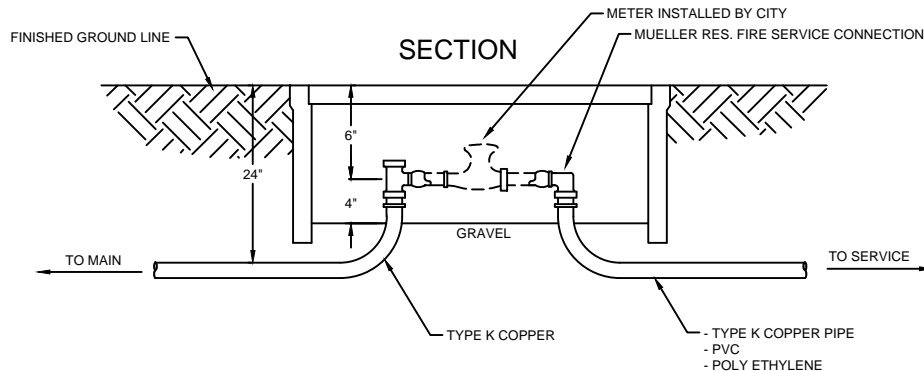 METER INSTALLED BY CITY
FINISHED GROUND LINE
MUELLER RES. FIRE SERVICE CONNECTION
SECTION
6"
24"
4"
GRAVEL
TO MAIN
TO SERVICE
TYPE K COPPER
- TYPE K COPPER PIPE
- PVC
- POLY ETHYLENE